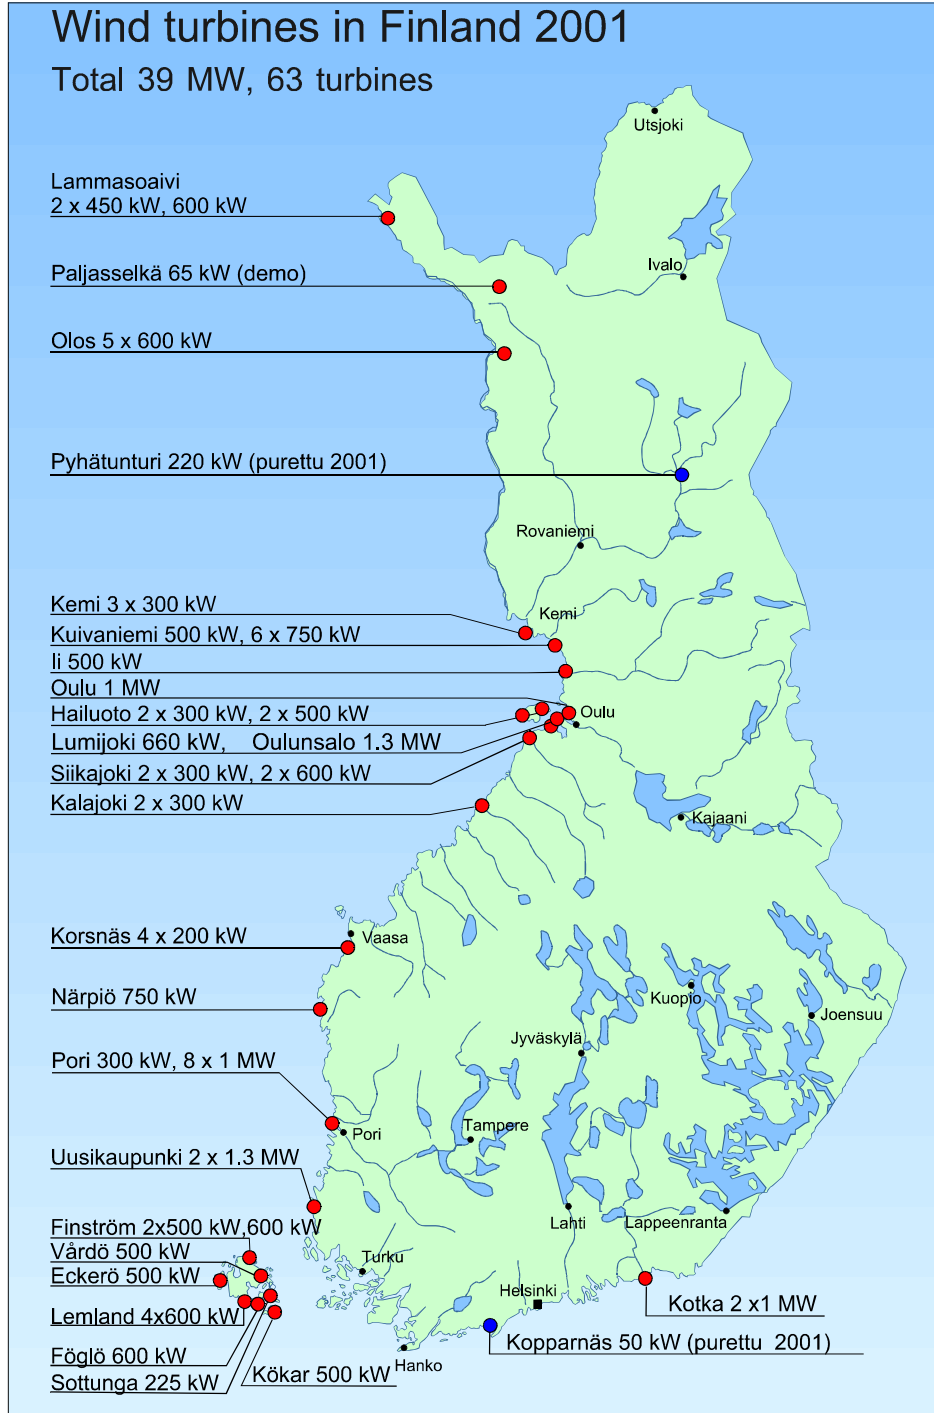 Wind turbines in Finland 2001
Total 39 MW, 63 turbines
Utsjoki
Lammasoaivi
2 x 450 kW, 600 kW
Ivalo
Paljasselkä 65 kW (demo)
Olos 5 x 600 kW
Pyhätunturi 220 kW (purettu 2001)
Rovaniemi
Kemi 3 x 300 kW
Kemi
Kuivaniemi 500 kW, 6 x 750 kW
Ii 500 kW
Oulu 1 MW
Hailuoto 2 x 300 kW, 2 x 500 kW
Oulu
Lumijoki 660 kW, Oulunsalo 1.3 MW
Siikajoki 2 x 300 kW, 2 x 600 kW
Kalajoki 2 x 300 kW
Kajaani
Korsnäs 4 x 200 kW
Vaasa
Närpiö 750 kW
Kuopio
Joensuu
Jyväskylä
Pori 300 kW, 8 x 1 MW
Pori
Tampere
Uusikaupunki 2 x 1.3 MW
Lahti
Lappeenranta
Finström 2x500 kW,600 kW
Vårdö 500 kW
Turku
Eckerö 500 kW
Helsinki
Lemland 4x600 kW
Kotka 2 x1 MW
Föglö 600 kW
Kopparnäs 50 kW (purettu 2001)
Hanko
Sottunga 225 kW
Kökar 500 kW